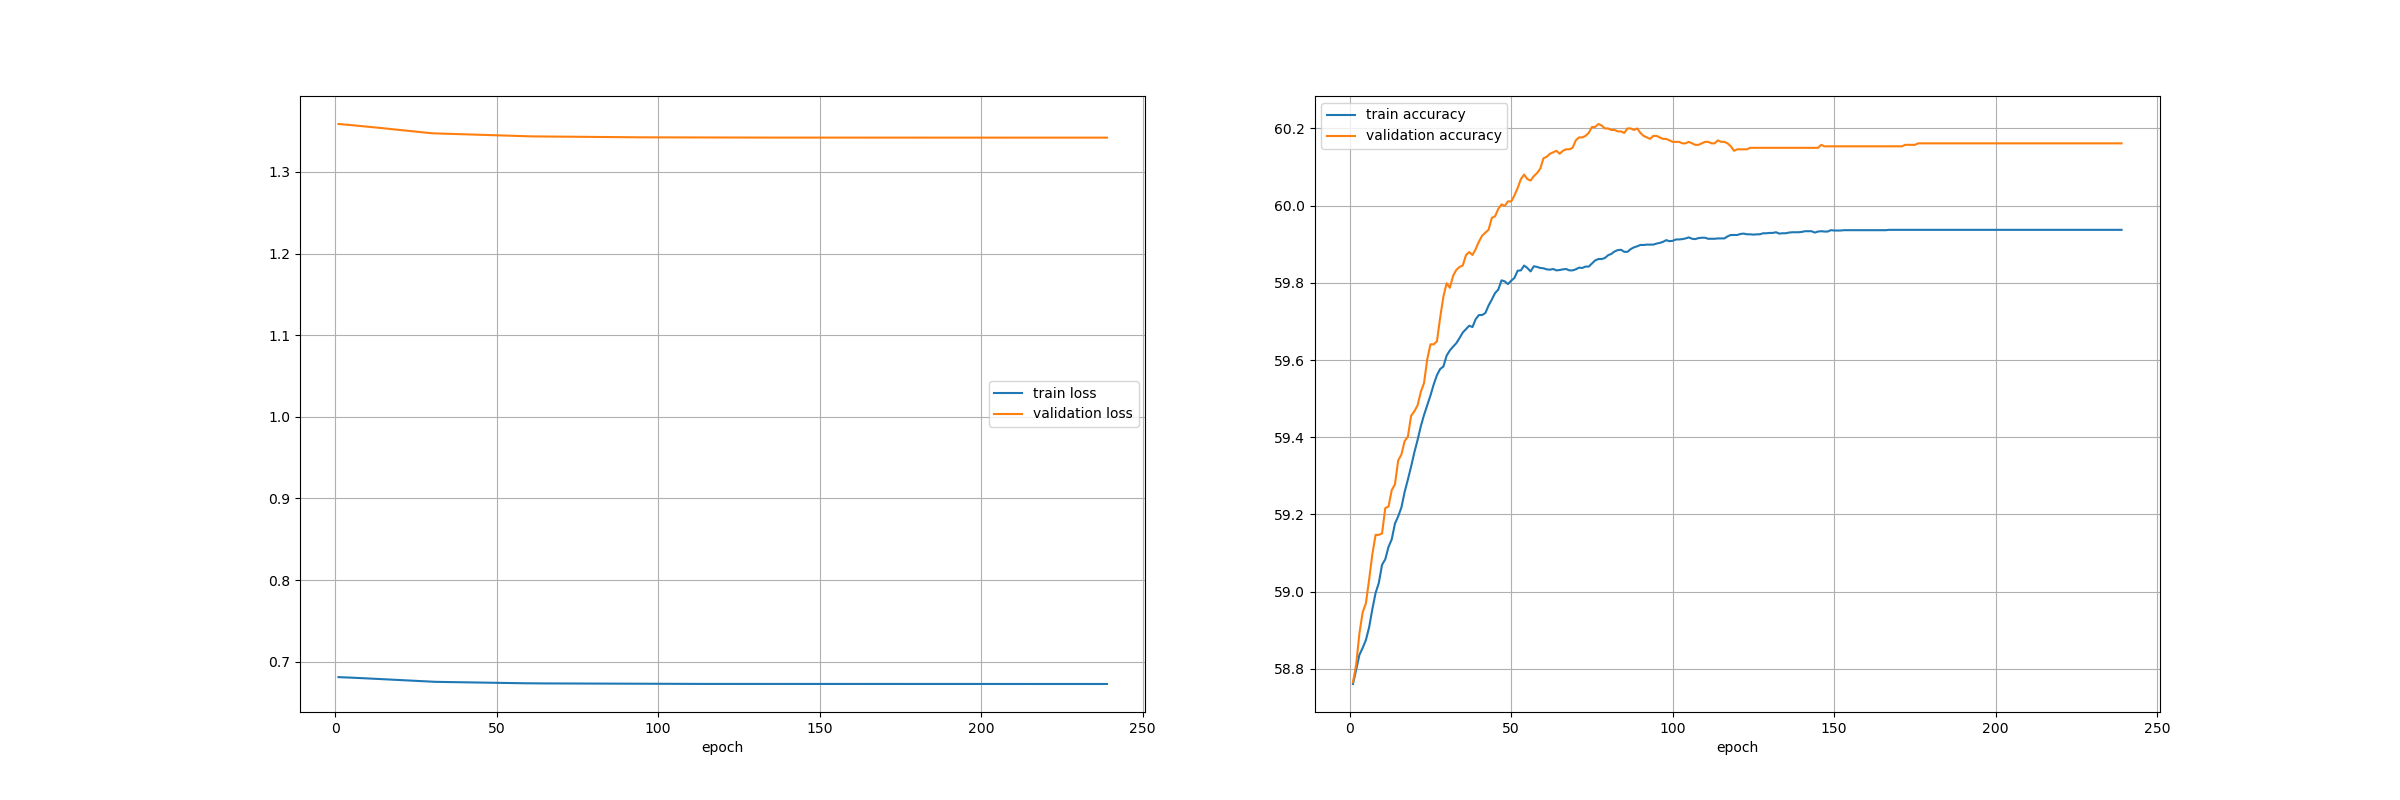 1.3
1.2
1.1
1.0
0.9
0.8
0.7
train loss
validation loss
0 50 100 150 200 250
epoch
train accuracy
validation accuracy
60.2
60.0
59.8
59.6
59.4
59.2
59.0
58.8
0 50 100 150 200 250
epoch